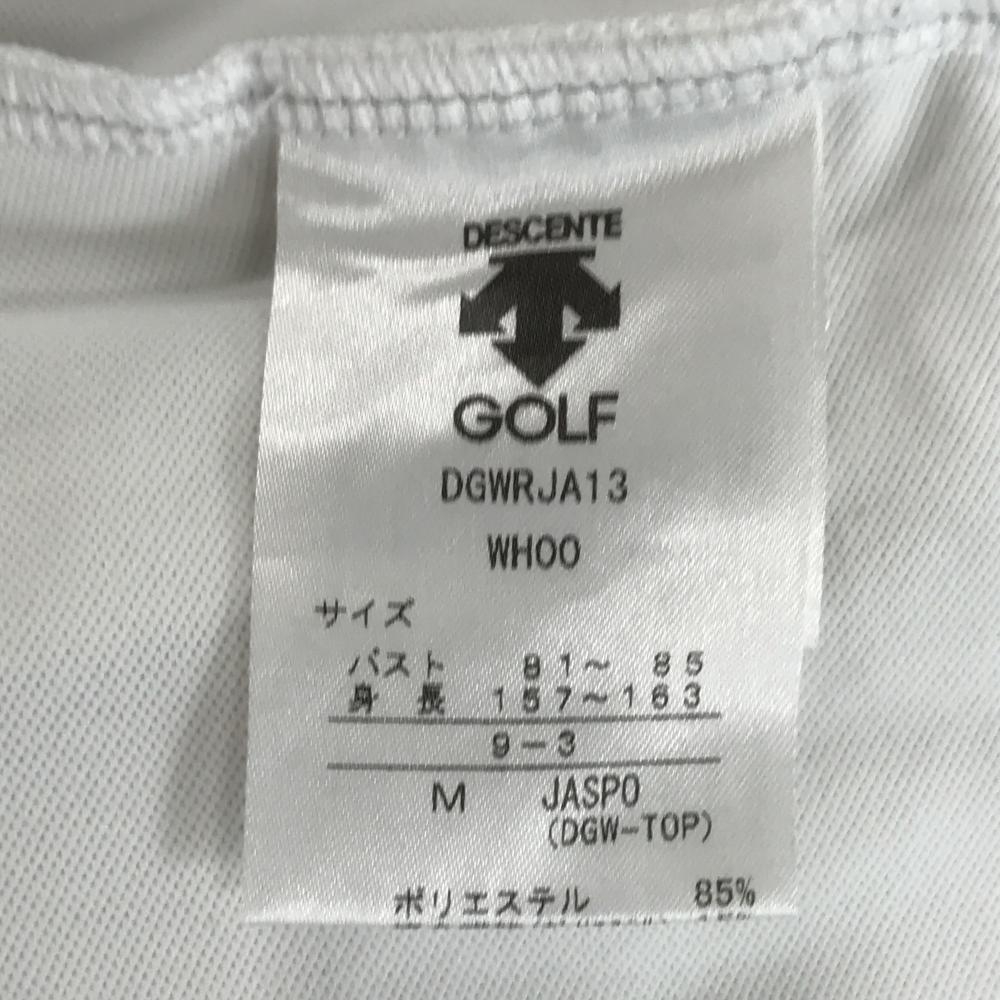 DESCENTE
GOLF
DGWRJA13
WH00
サイズ
バスト 81～ 85
身 長 157～163
9-3
M JASPO
(DGW-TOP)
ポリエステル 85%